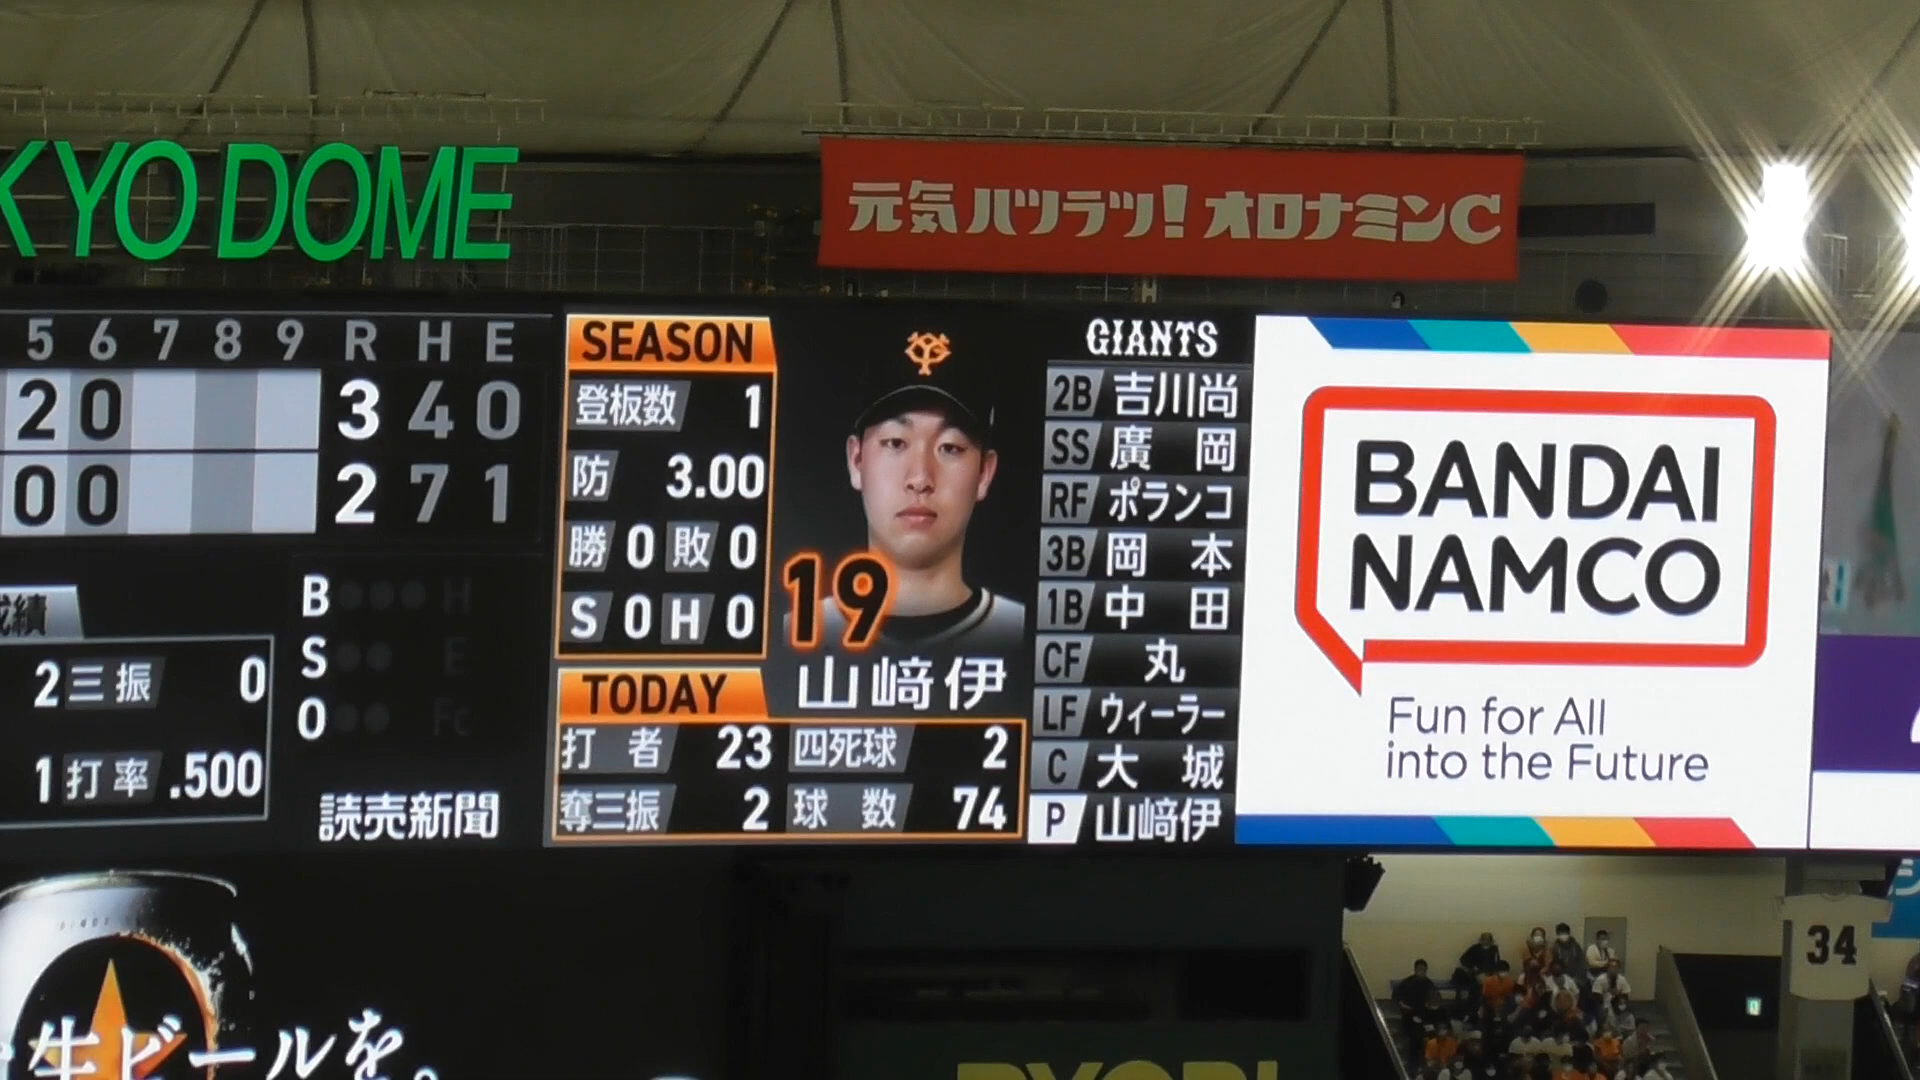 KYO DOME
元気ハツラツ！オロナミンC
5 6 7 8 9 R H E
2 0 3 4 0
0 0 2 7 1
績
2 三振 0
1 打率 .500
B H
S E
O Fc
読売新聞
SEASON
登板数 1
防 3.00
勝 0 敗 0
S 0 H 0
19
山﨑伊
TODAY
打者 23 四死球 2
奪三振 2 球数 74
GIANTS
2B 吉川尚
SS 廣岡
RF ポランコ
3B 岡本
1B 中田
CF 丸
LF ウィーラー
C 大城
P 山﨑伊
BANDAI
NAMCO
Fun for All
into the Future
34
生ビールを。